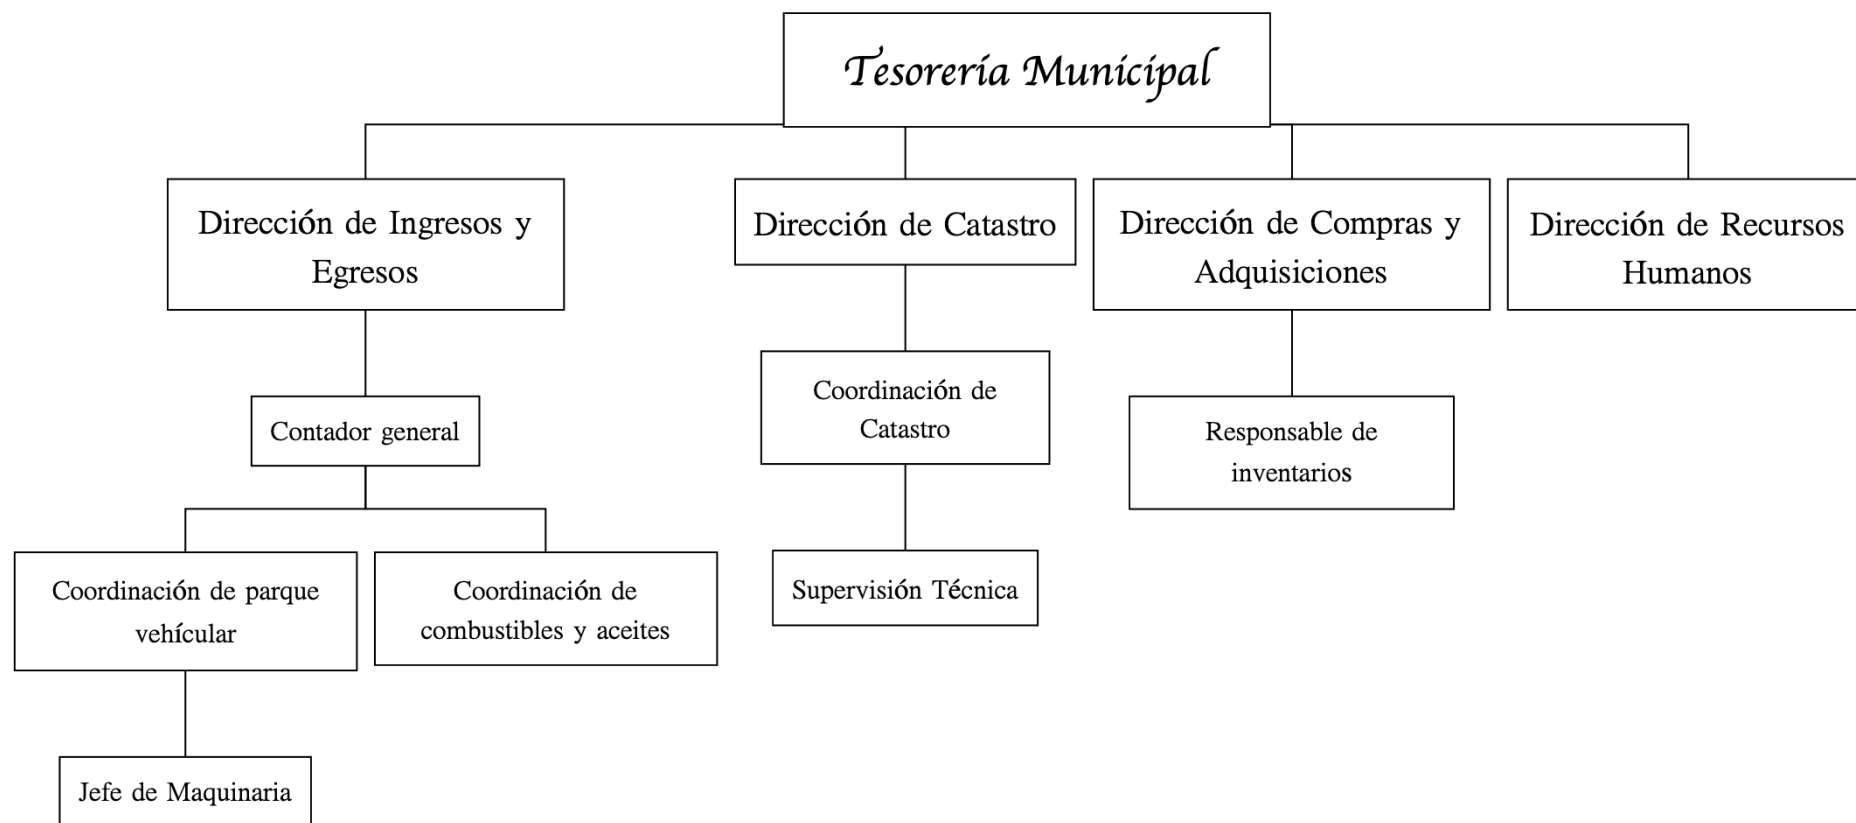 Tesorería Municipal
Dirección de Ingresos y
Egresos
Dirección de Catastro
Dirección de Compras y
Adquisiciones
Dirección de Recursos
Humanos
Contador general
Coordinación de
Catastro
Responsable de
inventarios
Coordinación de parque
vehícular
Coordinación de
combustibles y aceites
Supervisión Técnica
Jefe de Maquinaria